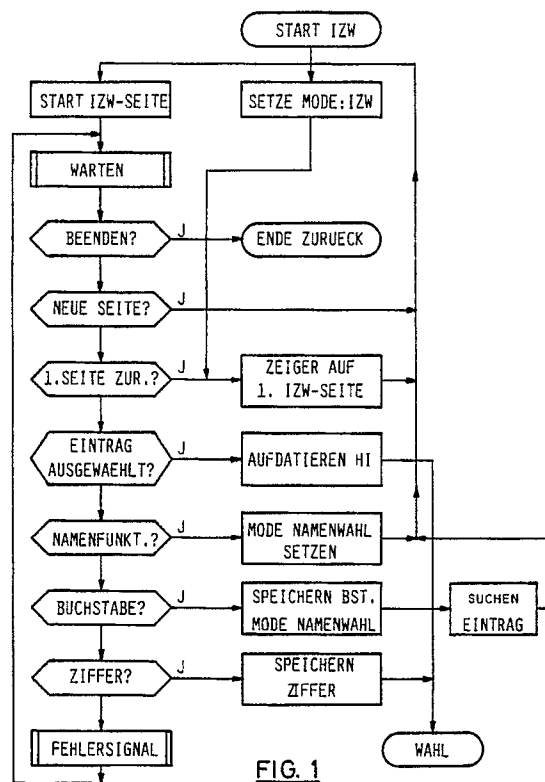 START IZW
START IZW-SEITE
SETZE MODE:IZW
WARTEN
BEENDEN?
J
ENDE ZURUECK
NEUE SEITE?
J
1.SEITE ZUR.?
J
ZEIGER AUF
1. IZW-SEITE
EINTRAG
AUSGEWAEHLT?
J
AUFDATIEREN HI
NAMENFUNKT.?
J
MODE NAMENWAHL
SETZEN
BUCHSTABE?
J
SPEICHERN BST.
MODE NAMENWAHL
SUCHEN
EINTRAG
ZIFFER?
J
SPEICHERN
ZIFFER
FEHLERSIGNAL
WAHL
FIG. 1